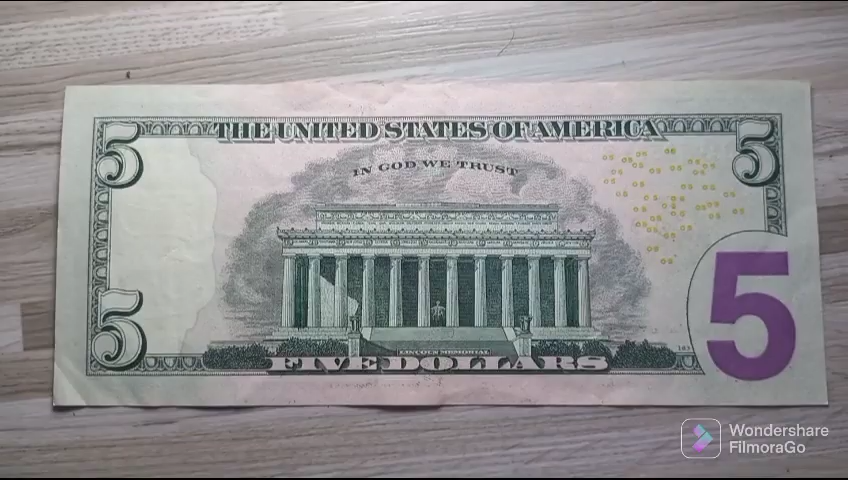 THE UNITED STATES OF AMERICA
5 5
IN GOD WE TRUST
5 5
LINCOLN MEMORIAL
FIVE DOLLARS
Wondershare
FilmoraGo